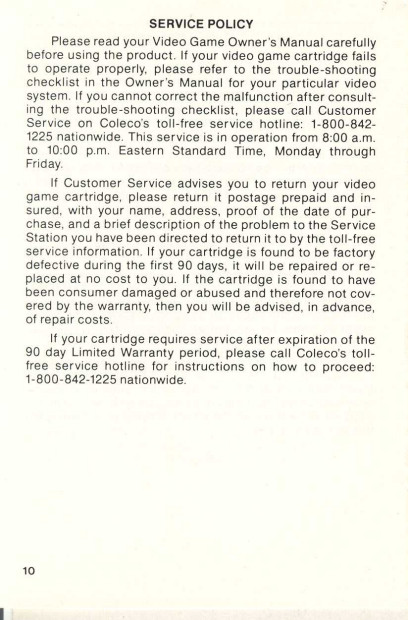 SERVICE POLICY
Please read your Video Game Owner's Manual carefully
before using the product. If your video game cartridge fails
to operate properly, please refer to the trouble-shooting
checklist in the Owner's Manual for your particular video
system. If you cannot correct the malfunction after consult-
ing the trouble-shooting checklist, please call Customer
Service on Coleco's toll-free service hotline: 1-800-842-
1225 nationwide. This service is in operation from 8:00 a.m.
to 10:00 p.m. Eastern Standard Time, Monday through
Friday.
If Customer Service advises you to return your video
game cartridge, please return it postage prepaid and in-
sured, with your name, address, proof of the date of pur-
chase, and a brief description of the problem to the Service
Station you have been directed to return it to by the toll-free
service information. If your cartridge is found to be factory
defective during the first 90 days, it will be repaired or re-
placed at no cost to you. If the cartridge is found to have
been consumer damaged or abused and therefore not cov-
ered by the warranty, then you will be advised, in advance,
of repair costs.
If your cartridge requires service after expiration of the
90 day Limited Warranty period, please call Coleco's toll-
free service hotline for instructions on how to proceed:
1-800-842-1225 nationwide.
10